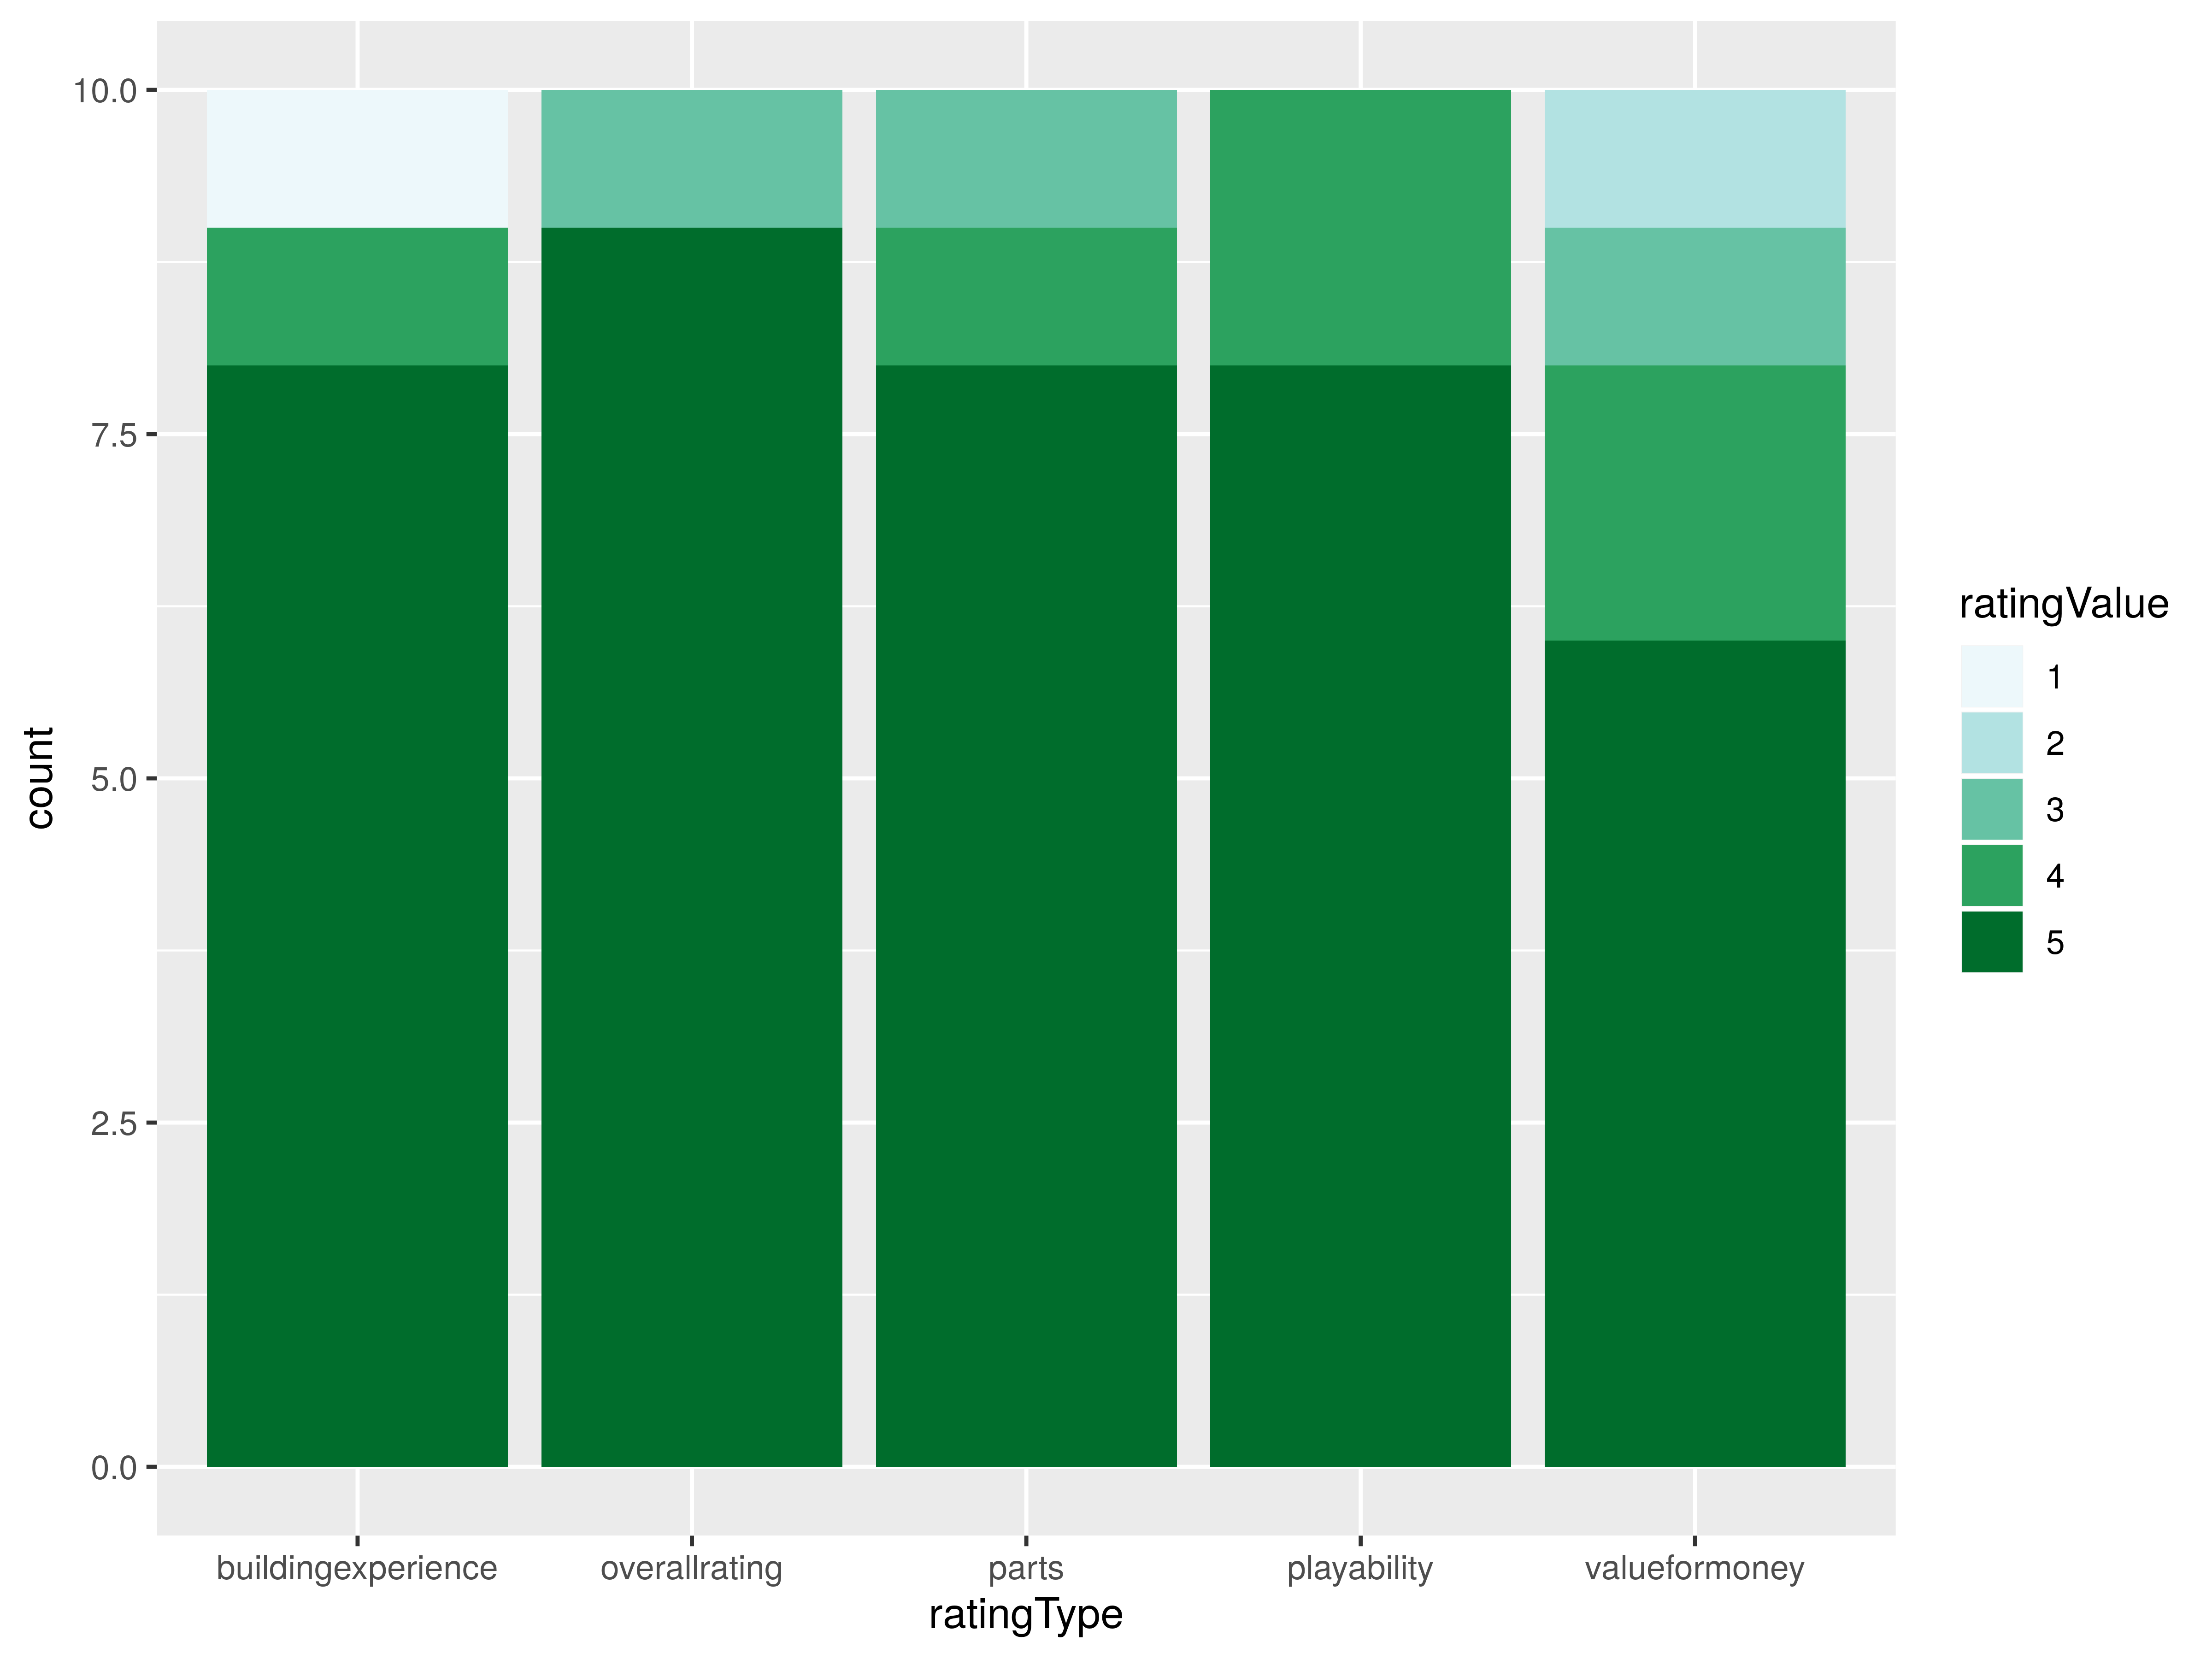 10.0
7.5
5.0
2.5
0.0
count
buildingexperience
overallrating
parts
playability
valueformoney
ratingType
ratingValue
1
2
3
4
5